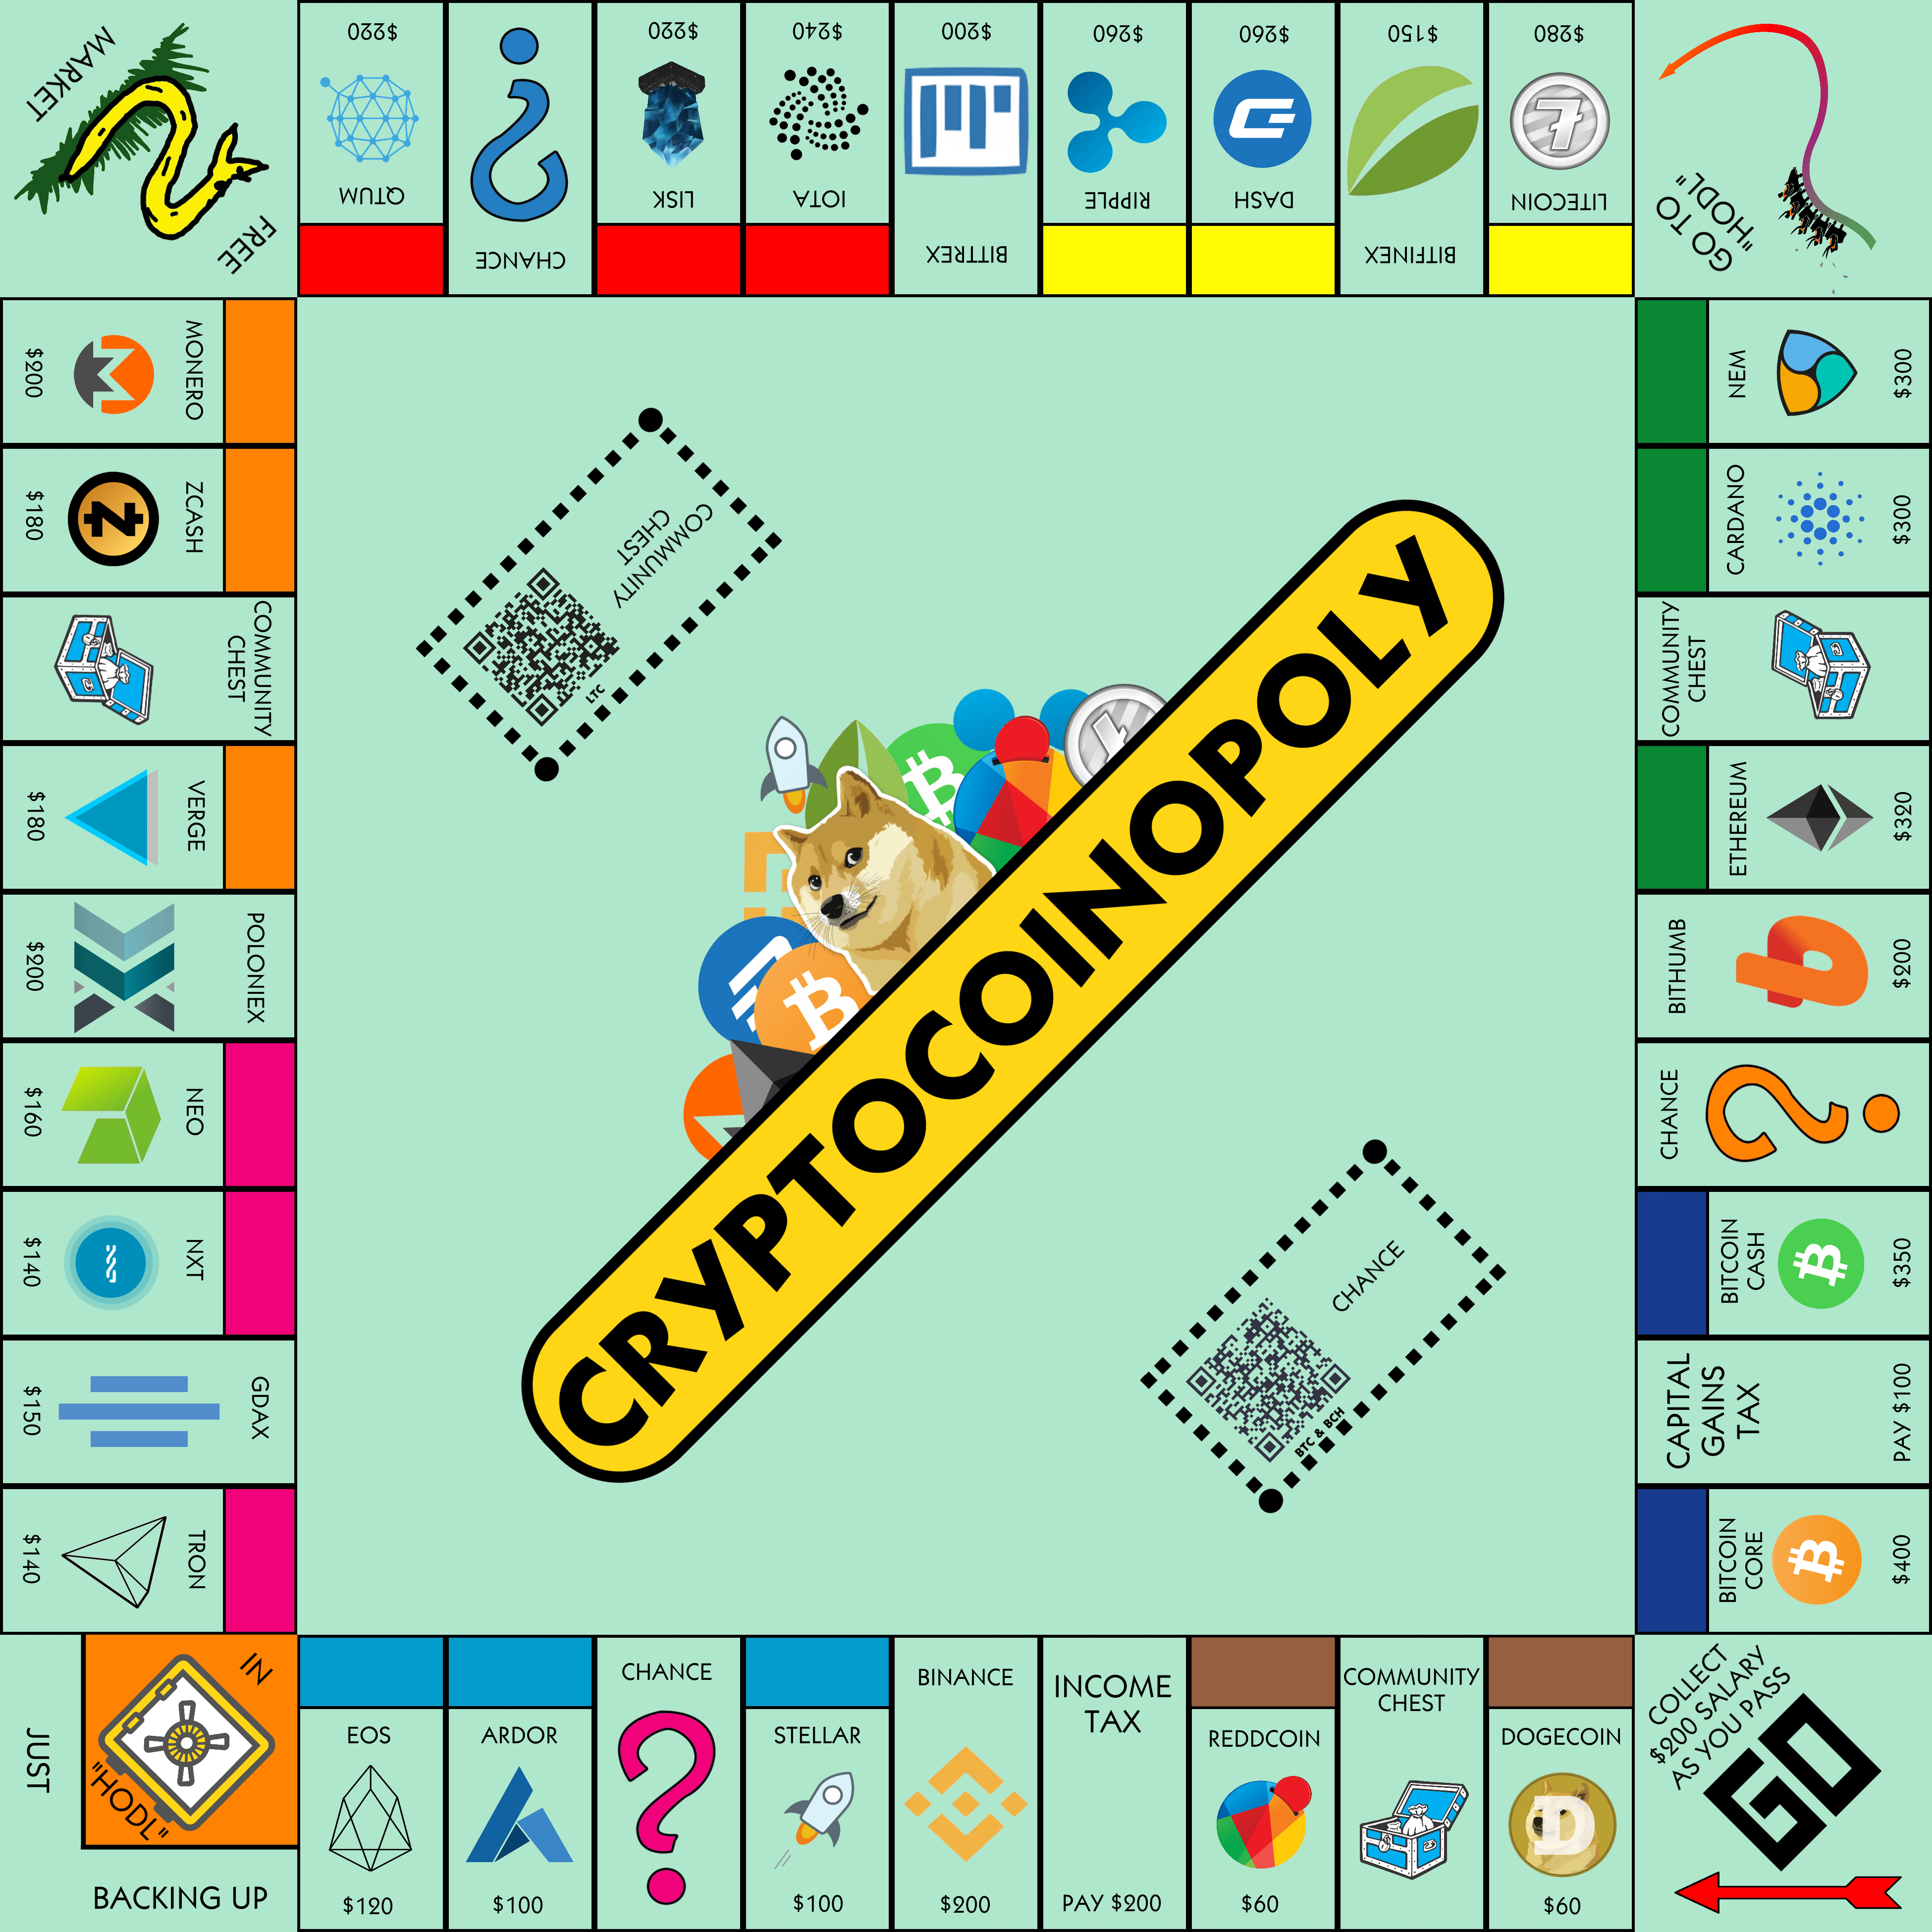 FREE
MARKET
QTUM
$220
CHANCE
LISK
$220
IOTA
$240
BITTREX
$200
RIPPLE
$260
DASH
$260
BITFINEX
$150
LITECOIN
$280
GO TO
"HODL"
NEM
$300
CARDANO
$300
COMMUNITY
CHEST
ETHEREUM
$320
BITHUMB
$200
CHANCE
BITCOIN
CASH
$350
CAPITAL
GAINS
TAX
PAY $100
BITCOIN
CORE
$400
COLLECT
$200 SALARY
AS YOU PASS
GO
DOGECOIN
$60
COMMUNITY
CHEST
REDDCOIN
$60
INCOME
TAX
PAY $200
BINANCE
$200
STELLAR
$100
CHANCE
ARDOR
$100
EOS
$120
IN
"HODL"
JUST
BACKING UP
TRON
$140
GDAX
$150
NXT
$140
NEO
$160
POLONIEX
$200
VERGE
$180
COMMUNITY
CHEST
ZCASH
$180
MONERO
$200
COMMUNITY
CHEST
LTC
CRYPTOCOINOPOLY
CHANCE
BTC & BCH